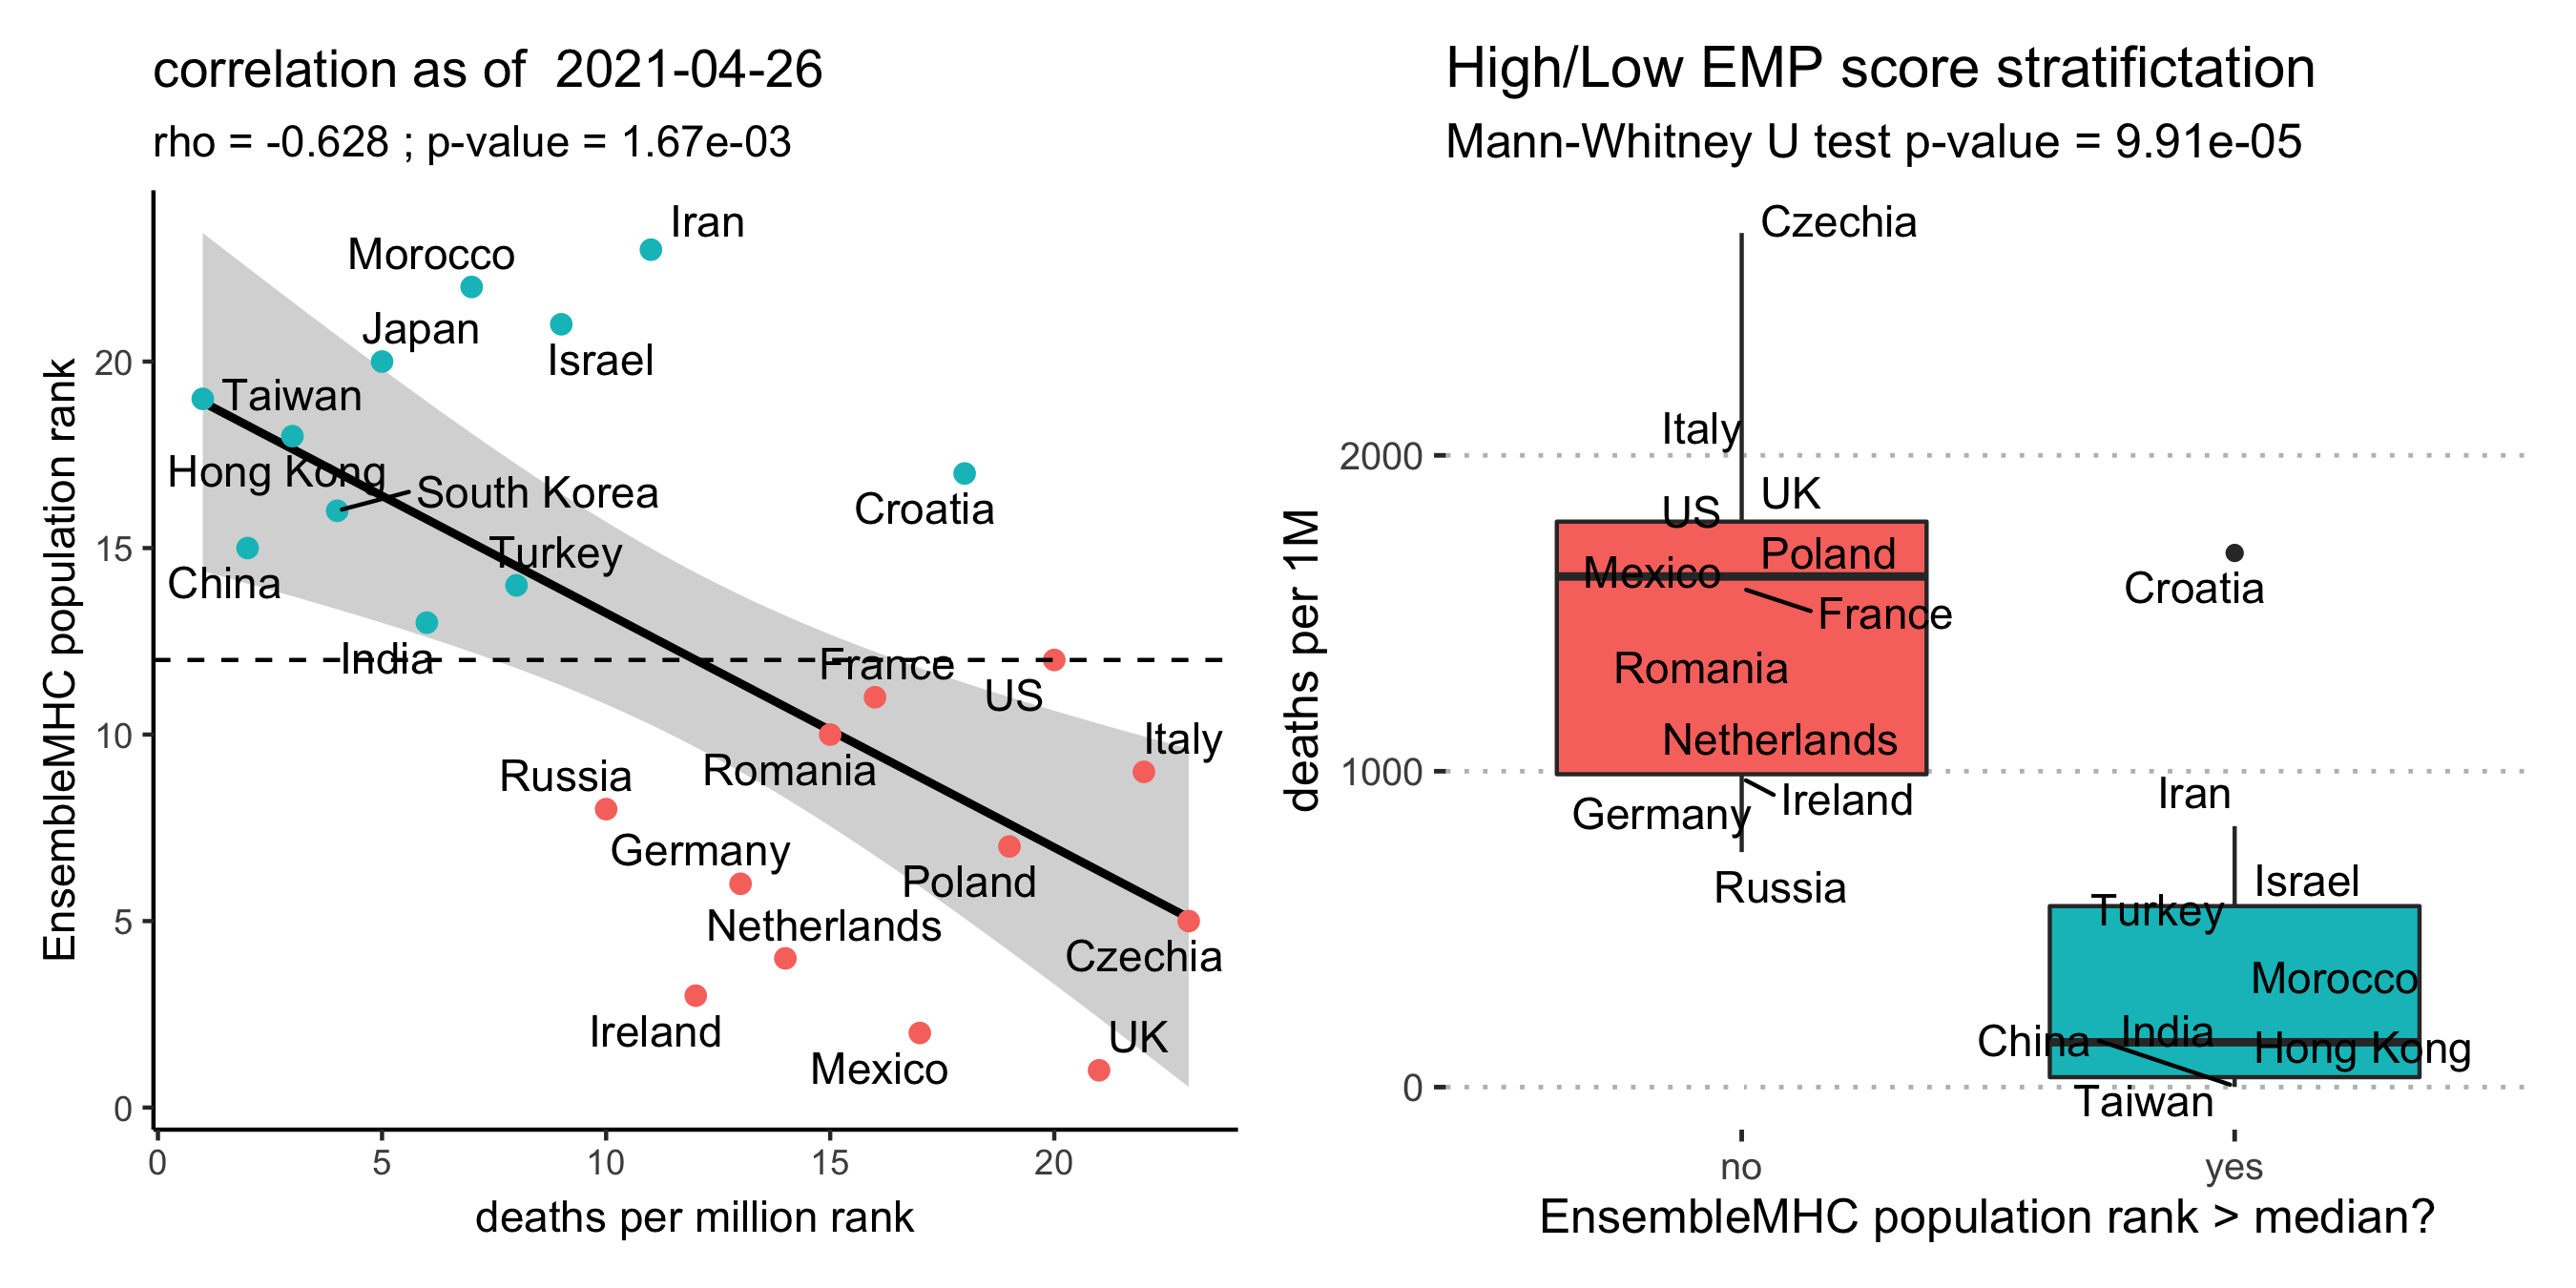 correlation as of  2021-04-26
rho = -0.628 ; p-value = 1.67e-03
EnsembleMHC population rank
20
15
10
5
0
Iran
Morocco
Japan
Israel
Taiwan
Hong Kong
South Korea
Croatia
Turkey
China
India
France
US
Italy
Romania
Russia
Germany
Poland
Netherlands
Czechia
Ireland
UK
Mexico
0
5
10
15
20
deaths per million rank
High/Low EMP score stratifictation
Mann-Whitney U test p-value = 9.91e-05
deaths per 1M
2000
1000
0
Czechia
Italy
UK
US
Poland
Mexico
France
Romania
Netherlands
Ireland
Germany
Russia
Croatia
Iran
Israel
Turkey
Morocco
India
China
Hong Kong
Taiwan
no
yes
EnsembleMHC population rank > median?